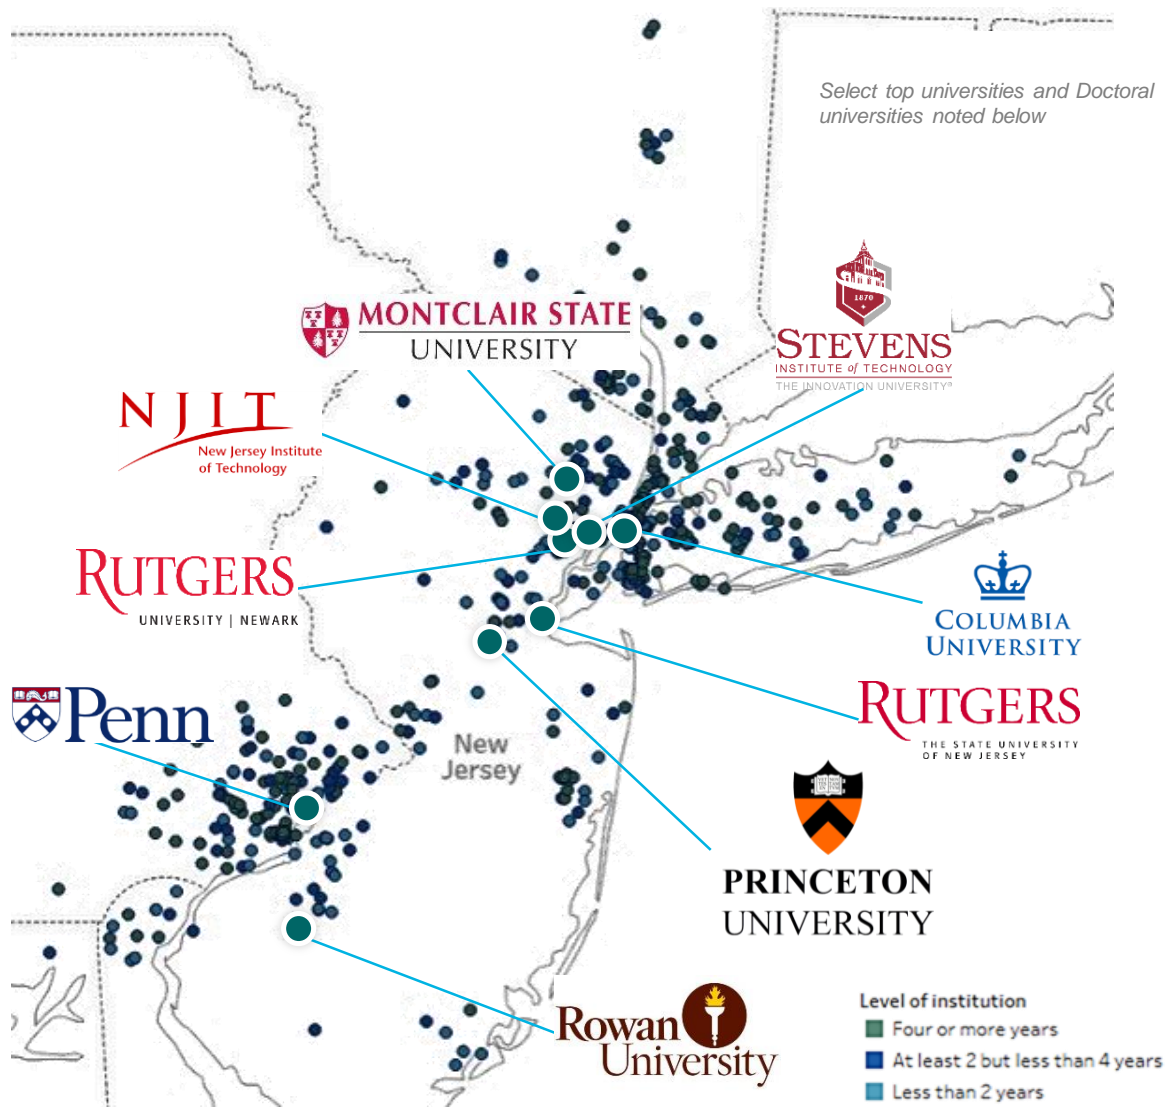 Select top universities and Doctoral
universities noted below
1870
STEVENS
INSTITUTE of TECHNOLOGY
THE INNOVATION UNIVERSITY®
MONTCLAIR STATE
UNIVERSITY
NJIT
New Jersey Institute
of Technology
RUTGERS
UNIVERSITY | NEWARK
COLUMBIA
UNIVERSITY
Penn
RUTGERS
THE STATE UNIVERSITY
OF NEW JERSEY
New
Jersey
PRINCETON
UNIVERSITY
Rowan
University
Level of institution
Four or more years
At least 2 but less than 4 years
Less than 2 years